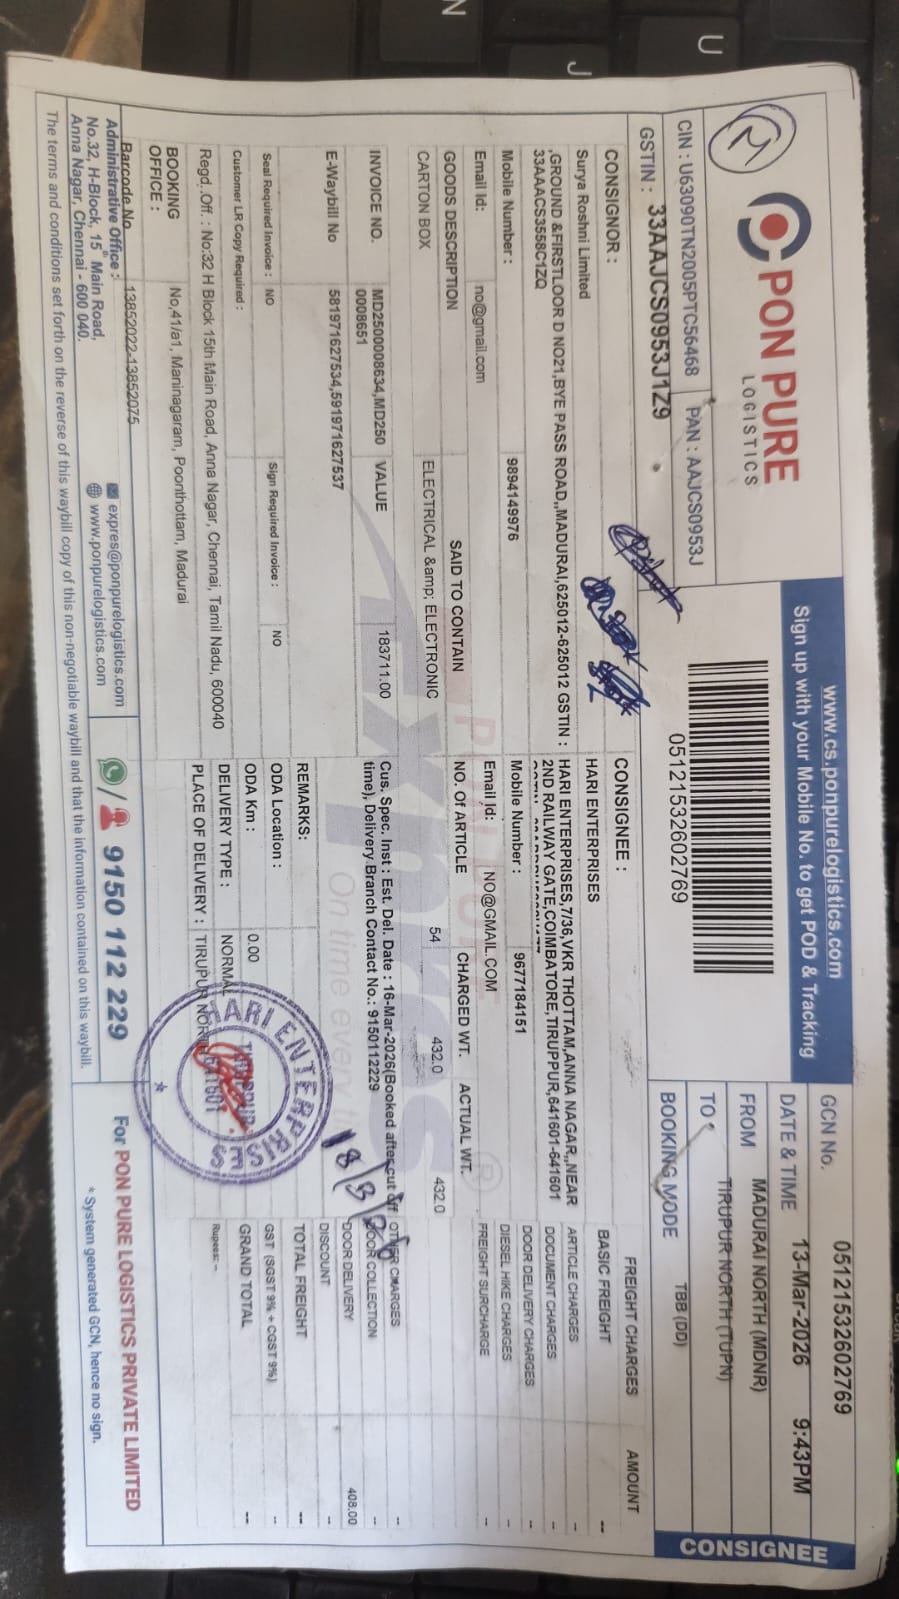 PON PURE
LOGISTICS
CIN : U63090TN2005PTC56468 PAN : AAJCS0953J
GSTIN : 33AAJCS0953J1Z9
www.cs.ponpurelogistics.com
Sign up with your Mobile No. to get POD & Tracking
05121532602769
GCN No. 05121532602769
DATE & TIME 13-Mar-2026 9:43PM
FROM MADURAI NORTH (MDNR)
TO TIRUPUR NORTH (TUPN)
BOOKING MODE TBB (DD)
CONSIGNEE
CONSIGNOR :
Surya Roshni Limited
,GROUND &FIRSTLOOR D NO21,BYE PASS ROAD,,MADURAI,625012-625012 GSTIN :
33AAACS3558C1ZQ
Mobile Number : 9894149976
Email Id: no@gmail.com
CONSIGNEE :
HARI ENTERPRISES
HARI ENTERPRISES,7/36,VKR THOTTAM,ANNA NAGAR,,NEAR
2ND RAILWAY GATE,COIMBATORE,TIRUPPUR,641601-641601
Mobile Number : 9677184151
Email Id: NO@GMAIL.COM
GOODS DESCRIPTION SAID TO CONTAIN NO. Of ARTICLE CHARGED WT. ACTUAL WT.
CARTON BOX ELECTRICAL &amp; ELECTRONIC 54 432.0 432.0
INVOICE NO. MD2500008634,MD250
0008651
VALUE 183711.00
E-Waybill No 581971627534,591971627537
Cus. Spec. Inst : Est. Del. Date : 16-Mar-2026(Booked after cut off
time), Delivery Branch Contact No.: 9150112229
Seal Required Invoice : NO Sign Required Invoice : NO
Customer LR Copy Required :
REMARKS:
ODA Location :
ODA Km : 0.00
DELIVERY TYPE : NORMAL
PLACE OF DELIVERY : TIRUPUR
Regd. .Off. : No:32 H Block 15th Main Road, Anna Nagar, Chennai, Tamil Nadu, 600040
BOOKING
OFFICE :
No,41/a1, Maninagaram, Poonthottam, Madurai
FREIGHT CHARGES AMOUNT
BASIC FREIGHT --
ARTICLE CHARGES --
DOCUMENT CHARGES --
DOOR DELIVERY CHARGES --
DIESEL HIKE CHARGES --
FREIGHT SURCHARGE --
OTHER CHARGES --
DOOR COLLECTION --
DOOR DELIVERY 408.00
DISCOUNT --
TOTAL FREIGHT --
GST (SGST 9% + CGST 9%) --
GRAND TOTAL --
Rupees: --
ENTERPRISES
641601
Barcode No 13852022-13852075
Administrative Office :
No.32, H-Block, 15th Main Road,
Anna Nagar, Chennai - 600 040.
expres@ponpurelogistics.com
www.ponpurelogistics.com
/ 9150 112 229
For PON PURE LOGISTICS PRIVATE LIMITED
* System generated GCN, hence no sign.
The terms and conditions set forth on the reverse of this waybill copy of this non-negotiable waybill and that the information contained on this waybill.
N
U
J